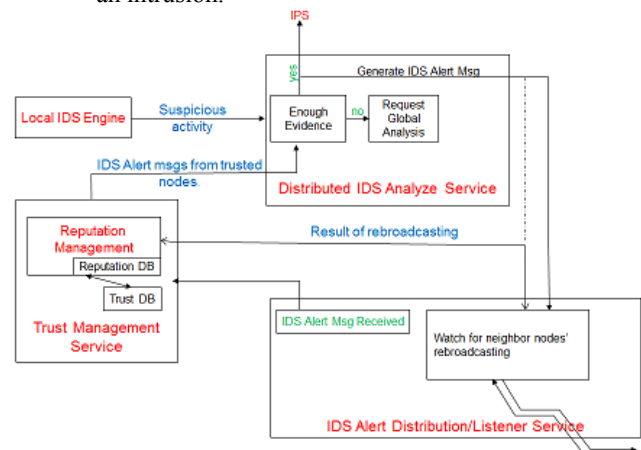 an intrusion.
IPS
yes
Generate IDS Alert Msg
Local IDS Engine
Suspicious
activity
Enough
Evidence
no
Request
Global
Analysis
IDS Alert msgs from trusted
nodes.
Distributed IDS Analyze Service
Reputation
Management
Reputation DB
Trust DB
Trust Management
Service
Result of rebroadcasting
IDS Alert Msg Received
Watch for neighbor nodes'
rebroadcasting
IDS Alert Distribution/Listener Service